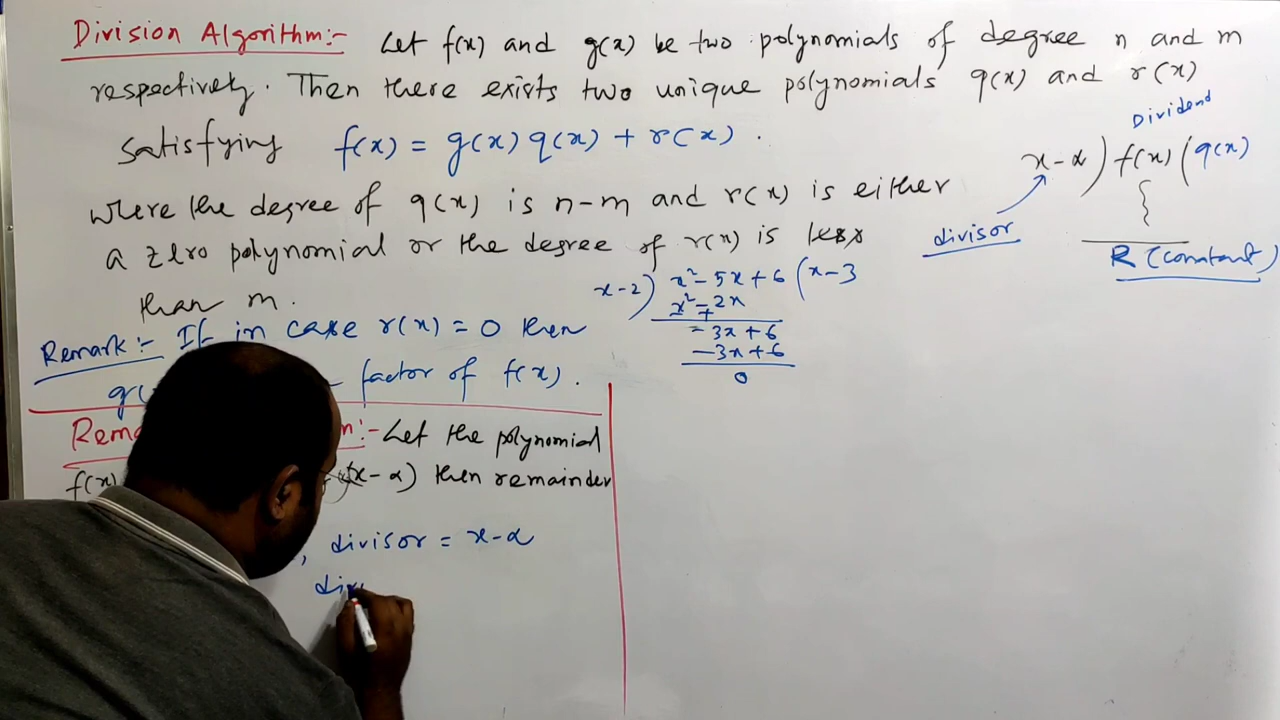 Division Algorithm:- Let f(x) and g(x) be two polynomials of degree n and m
respectively. Then there exists two unique polynomials q(x) and r(x)
satisfying f(x) = g(x) q(x) + r(x) .
where the degree of q(x) is n-m and r(x) is either
a zero polynomial or the degree of r(x) is less
than m.
Dividend
x-α ) f(x) ( q(x)
divisor
R (constant)
x-2 ) x²-5x+6 ( x-3
x²-2x
+
-3x+6
-3x+6
0
Remark:- If in case r(x) = 0 then
factor of f(x).
:- Let the polynomial
f(x) (x-α) then remainder
, divisor = x-α